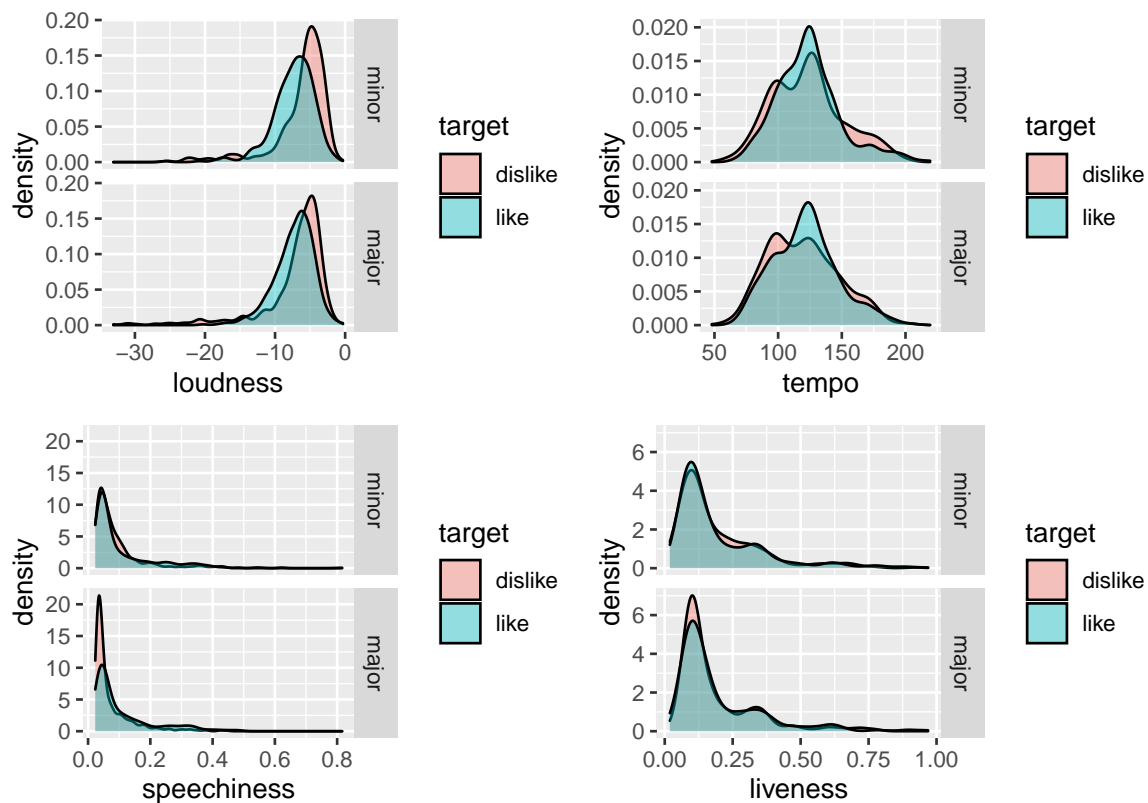 0.20
0.15
0.10
0.05
0.00
minor
0.20
0.15
0.10
0.05
0.00
major
density
−30 −20 −10 0
loudness
target
dislike
like
0.020
0.015
0.010
0.005
0.000
minor
0.020
0.015
0.010
0.005
0.000
major
density
50 100 150 200
tempo
target
dislike
like
20
15
10
5
0
minor
20
15
10
5
0
major
density
0.0 0.2 0.4 0.6 0.8
speechiness
target
dislike
like
6
4
2
0
minor
6
4
2
0
major
density
0.00 0.25 0.50 0.75 1.00
liveness
target
dislike
like